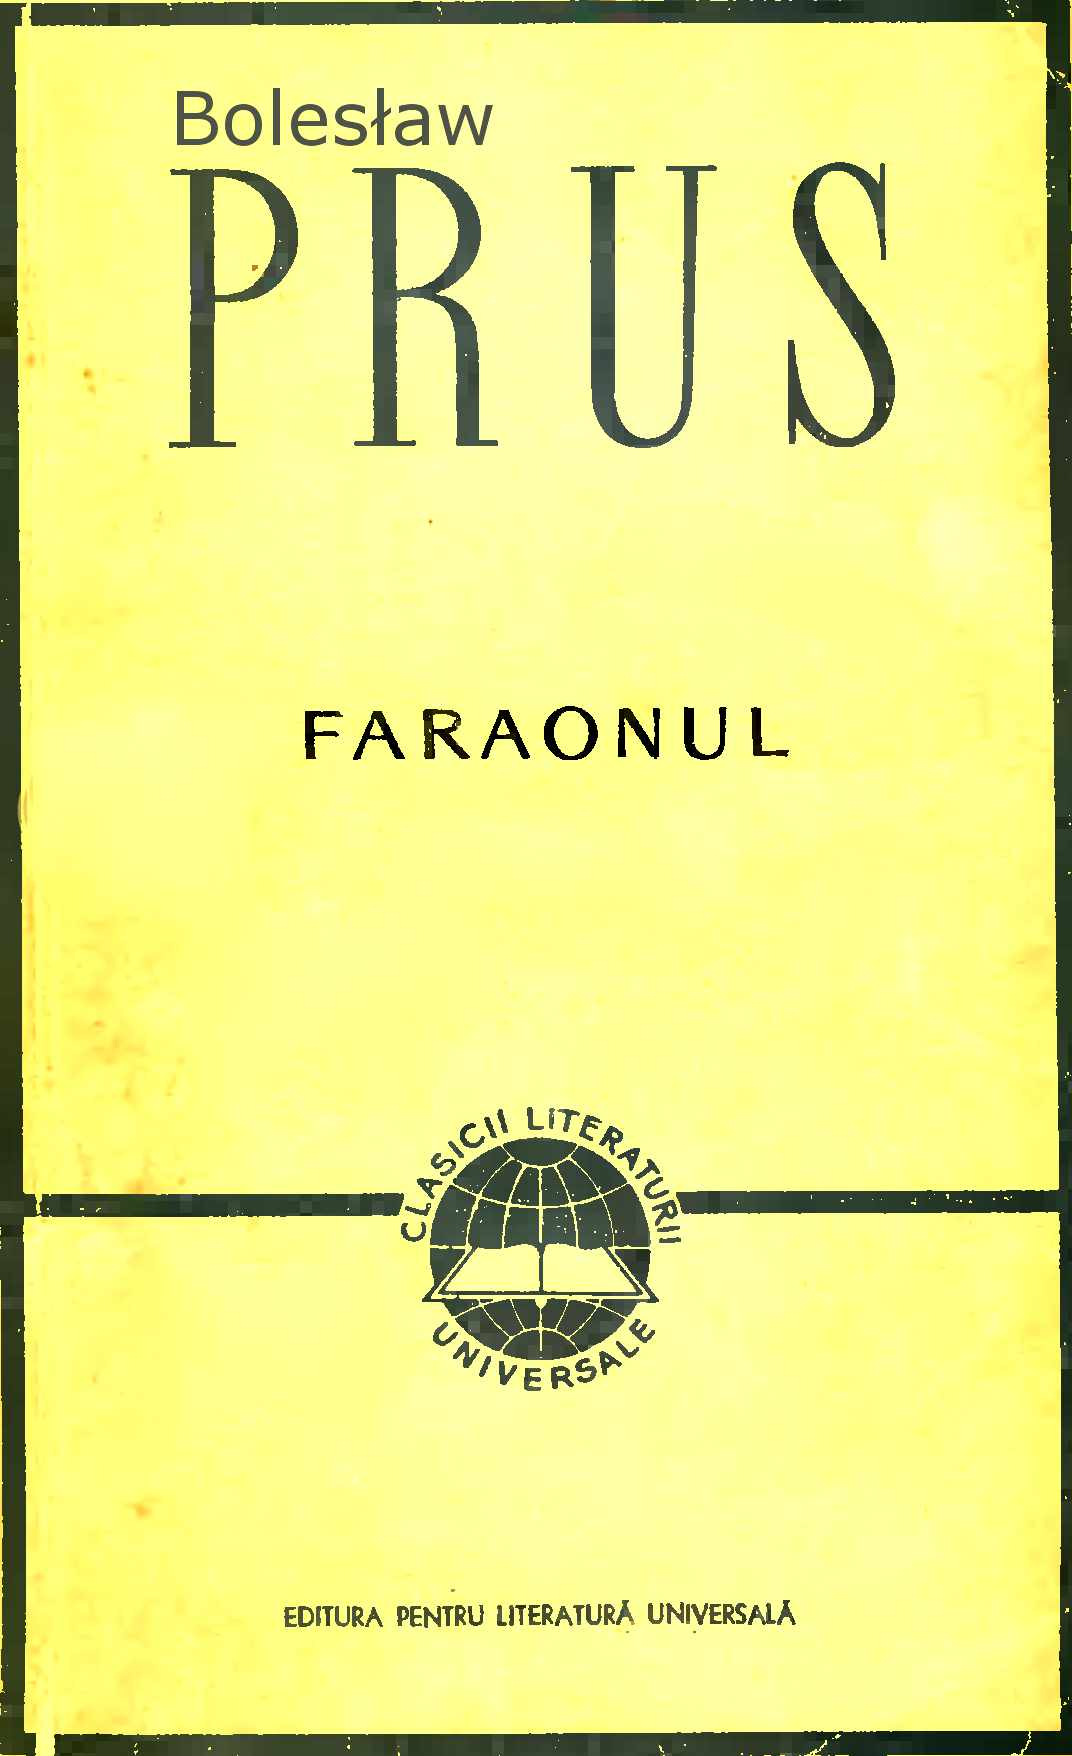 Bolesław
PRUS
FARAONUL
CLASICII LITERATURII
UNIVERSALE
EDITURA PENTRU LITERATURĂ UNIVERSALĂ